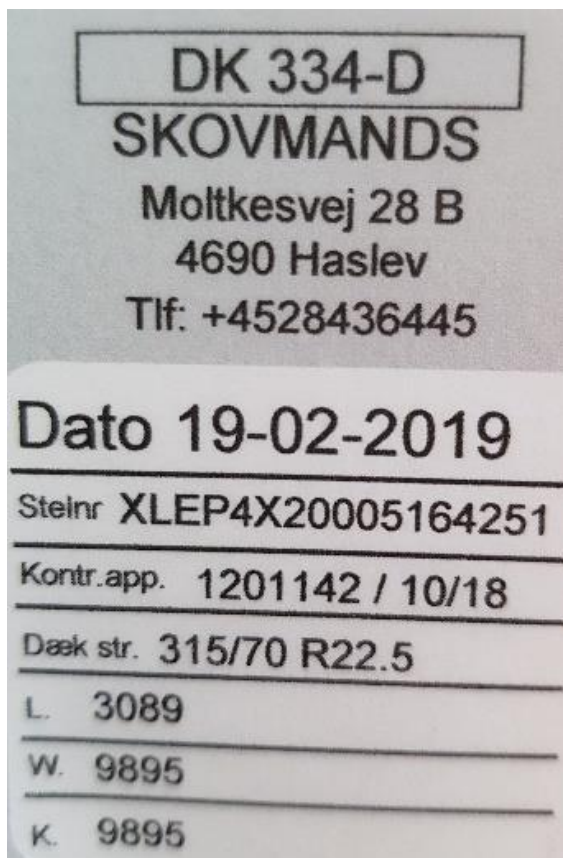 DK 334-D
SKOVMANDS
Moltkesvej 28 B
4690 Haslev
Tlf: +4528436445
Dato 19-02-2019
Stelnr XLEP4X20005164251
Kontr.app. 1201142 / 10/18
Dæk str. 315/70 R22.5
L. 3089
W. 9895
K. 9895